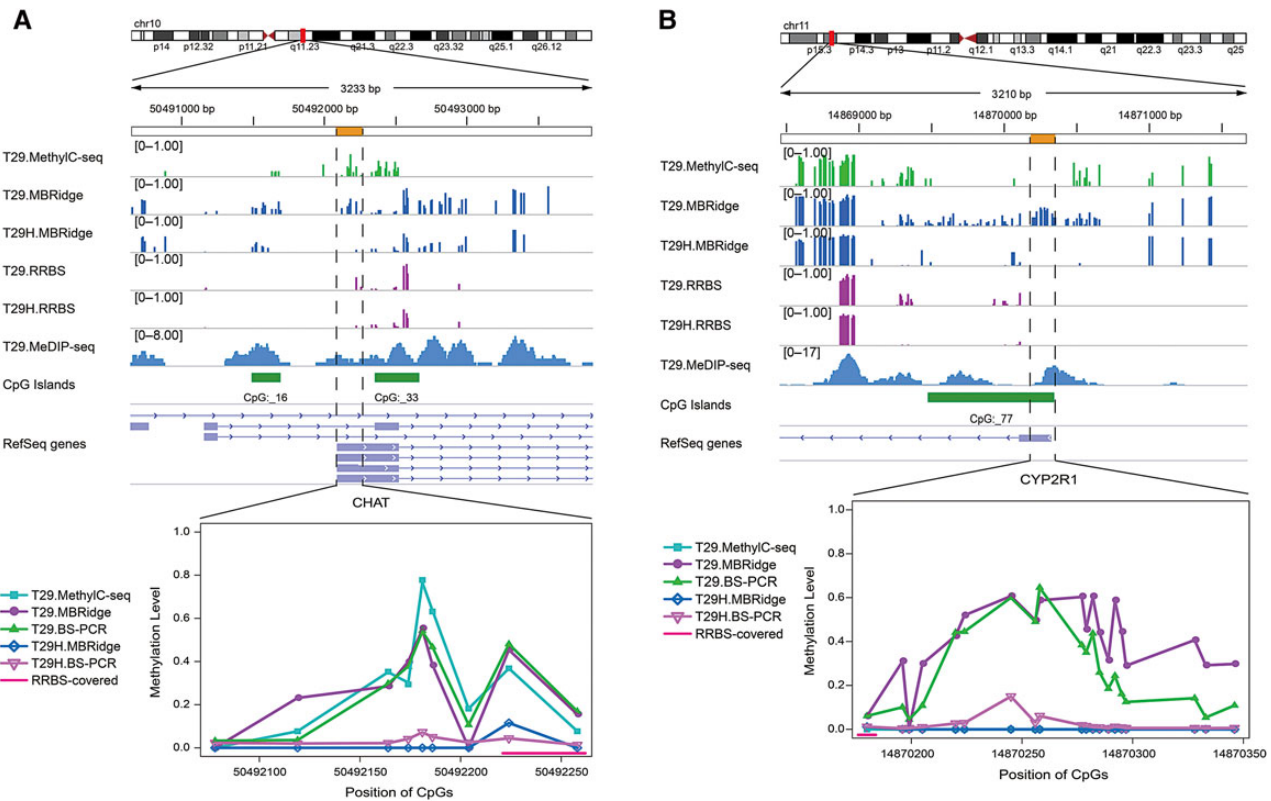 A
chr10
p14 p12.32 p11.21 q11.23 q21.3 q22.3 q23.32 q25.1 q26.12
3233 bp
50491000 bp 50492000 bp 50493000 bp
T29.MethylC-seq [0–1.00]
T29.MBRidge [0–1.00]
T29H.MBRidge [0–1.00]
T29.RRBS [0–1.00]
T29H.RRBS [0–1.00]
T29.MeDIP-seq [0–8.00]
CpG Islands
CpG:_16 CpG:_33
RefSeq genes
CHAT
T29.MethylC-seq
T29.MBRidge
T29.BS-PCR
T29H.MBRidge
T29H.BS-PCR
RRBS-covered
Methylation Level
1.0
0.8
0.6
0.4
0.2
0.0
50492100 50492150 50492200 50492250
Position of CpGs
B
chr11
p15.3 p14.3 p13 p11.2 q12.1 q13.3 q14.1 q21 q22.3 q23.3 q25
3210 bp
14869000 bp 14870000 bp 14871000 bp
T29.MethylC-seq [0–1.00]
T29.MBRidge [0–1.00]
T29H.MBRidge [0–1.00]
T29.RRBS [0–1.00]
T29H.RRBS [0–1.00]
T29.MeDIP-seq [0–17]
CpG Islands
CpG:_77
RefSeq genes
CYP2R1
T29.MethylC-seq
T29.MBRidge
T29.BS-PCR
T29H.MBRidge
T29H.BS-PCR
RRBS-covered
Methylation Level
1.0
0.8
0.6
0.4
0.2
0.0
14870200 14870250 14870300 14870350
Position of CpGs